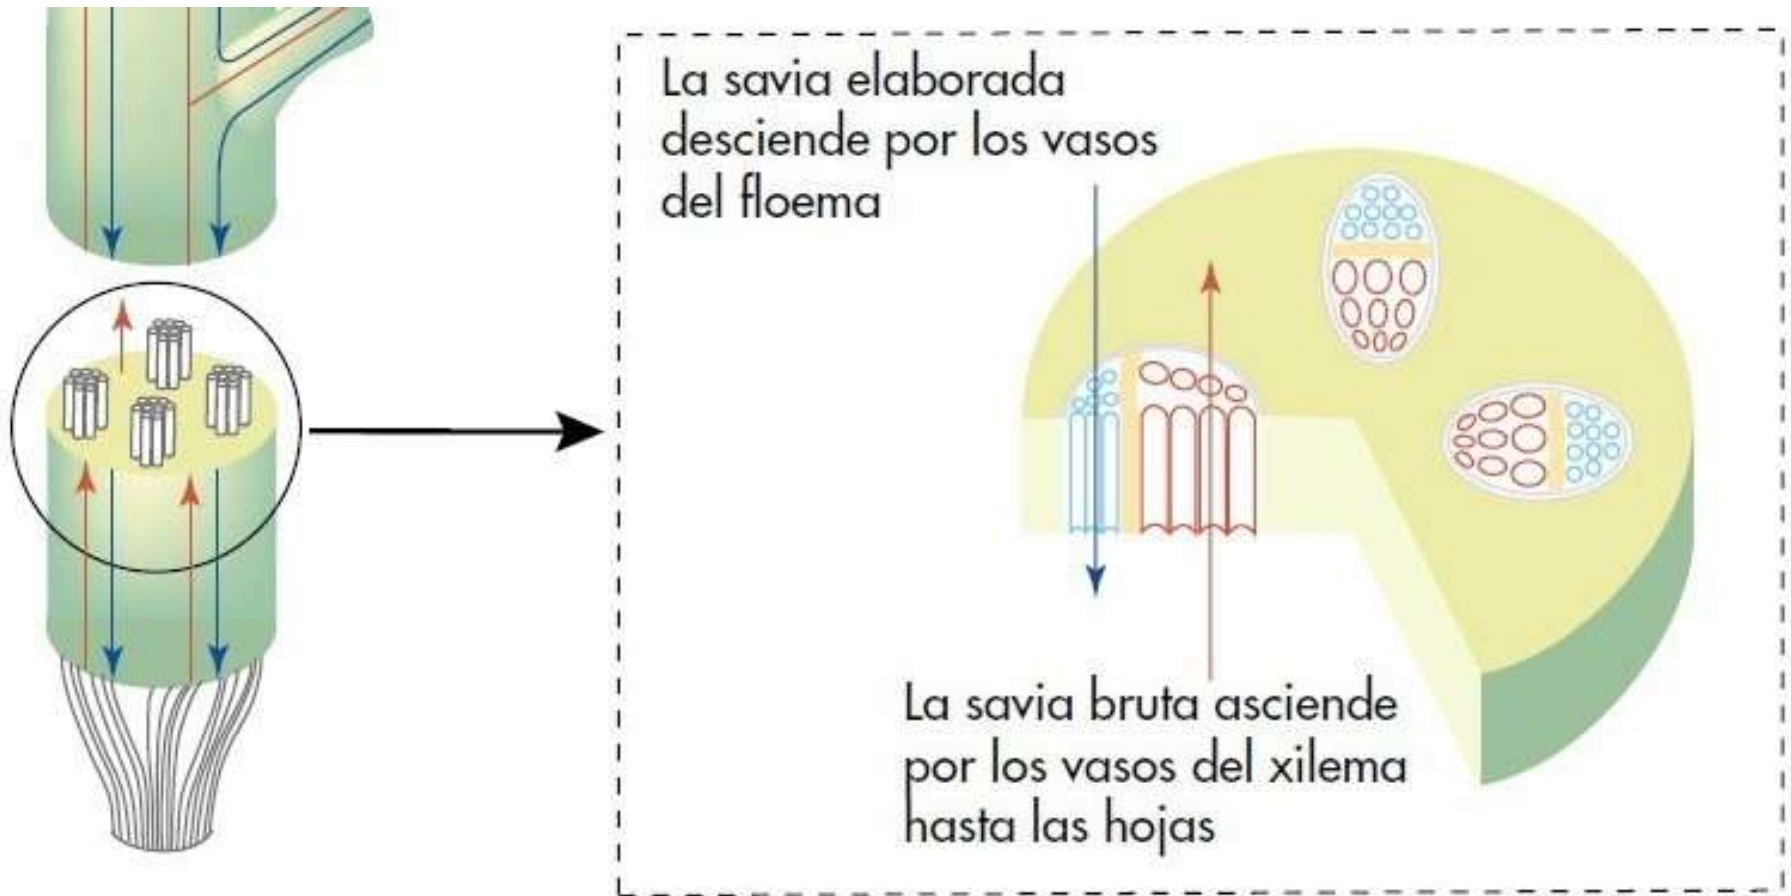 La savia elaborada
desciende por los vasos
del floema
La savia bruta asciende
por los vasos del xilema
hasta las hojas